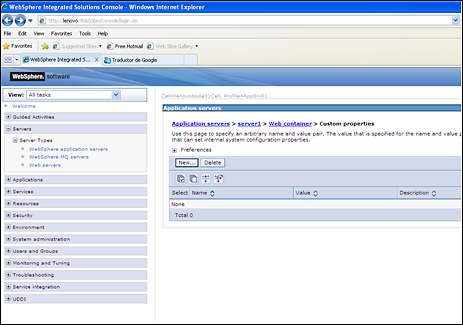 WebSphere Integrated Solutions Console - Windows Internet Explorer
http://lenovo:9060/ibm/console/login.do
File Edit View Favorites Tools Help
Favorites Suggested Sites Free Hotmail Web Slice Gallery
WebSphere Integrated S... Traductor de Google
WebSphere. software
View: All tasks
Welcome
Guided Activities
Servers
Server Types
WebSphere application servers
WebSphere MQ servers
Web servers
Applications
Services
Resources
Security
Environment
System administration
Users and Groups
Monitoring and Tuning
Troubleshooting
Service integration
UDDI
Cell=lenovoNode01Cell, Profile=AppSrv01
Application servers
Application servers > server1 > Web container > Custom properties
Use this page to specify an arbitrary name and value pair. The value that is specified for the name and value p
that can set internal system configuration properties.
Preferences
New... Delete
Select Name Value Description
None
Total 0